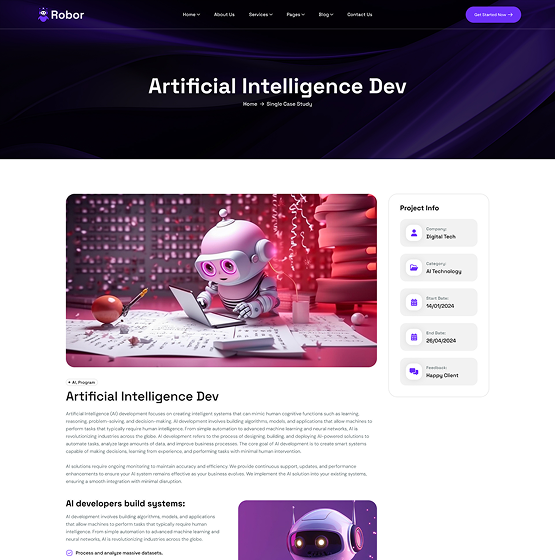 Robor
Home
About Us
Services
Pages
Blog
Contact Us
Get Started Now →
Artificial Intelligence Dev
Home → Single Case Study
Project Info
Company:
Digital Tech
Category:
AI Technology
Start Date:
14/01/2024
End Date:
26/04/2024
Feedback:
Happy Client
AI, Program
Artificial Intelligence Dev
Artificial Intelligence (AI) development focuses on creating intelligent systems that can mimic human cognitive functions such as learning,
reasoning, problem-solving, and decision-making. AI development involves building algorithms, models, and applications that allow machines to
perform tasks that typically require human intelligence. From simple automation to advanced machine learning and neural networks, AI is
revolutionizing industries across the globe. AI development refers to the process of designing, building, and deploying AI-powered solutions to
automate tasks, analyze large amounts of data, and improve business processes. The core goal of AI development is to create smart systems
capable of making decisions, learning from experience, and performing tasks with minimal human intervention.
AI solutions require ongoing monitoring to maintain accuracy and efficiency. We provide continuous support, updates, and performance
enhancements to ensure your AI system remains effective as your business evolves. We implement the AI solution into your existing systems,
ensuring a smooth integration with minimal disruption.
AI developers build systems:
AI development involves building algorithms, models, and applications
that allow machines to perform tasks that typically require human
intelligence. From simple automation to advanced machine learning and
neural networks, AI is revolutionizing industries across the globe.
Process and analyze massive datasets.